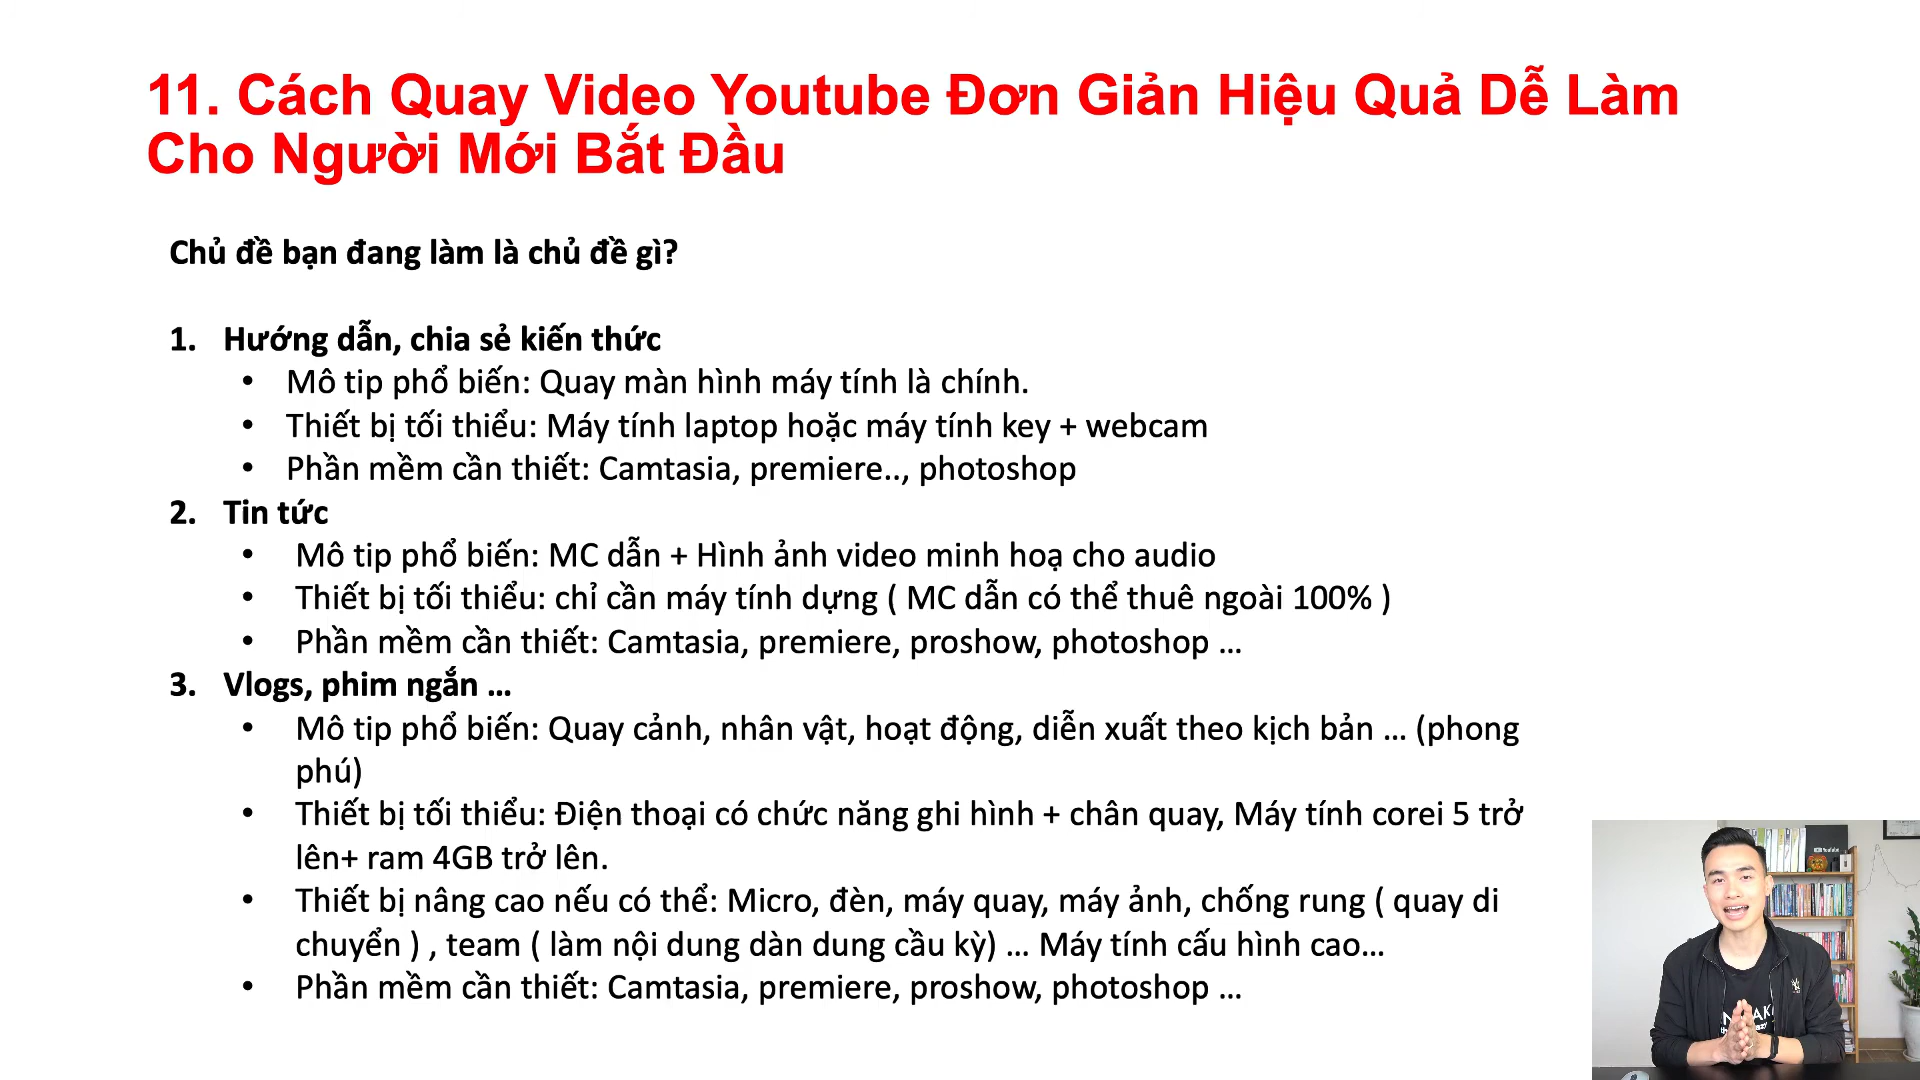 11. Cách Quay Video Youtube Đơn Giản Hiệu Quả Dễ Làm
Cho Người Mới Bắt Đầu
Chủ đề bạn đang làm là chủ đề gì?
1. Hướng dẫn, chia sẻ kiến thức
• Mô tip phổ biến: Quay màn hình máy tính là chính.
• Thiết bị tối thiểu: Máy tính laptop hoặc máy tính key + webcam
• Phần mềm cần thiết: Camtasia, premiere.., photoshop
2. Tin tức
• Mô tip phổ biến: MC dẫn + Hình ảnh video minh hoạ cho audio
• Thiết bị tối thiểu: chỉ cần máy tính dựng ( MC dẫn có thể thuê ngoài 100% )
• Phần mềm cần thiết: Camtasia, premiere, proshow, photoshop ...
3. Vlogs, phim ngắn ...
• Mô tip phổ biến: Quay cảnh, nhân vật, hoạt động, diễn xuất theo kịch bản ... (phong
phú)
• Thiết bị tối thiểu: Điện thoại có chức năng ghi hình + chân quay, Máy tính corei 5 trở
lên+ ram 4GB trở lên.
• Thiết bị nâng cao nếu có thể: Micro, đèn, máy quay, máy ảnh, chống rung ( quay di
chuyển ) , team ( làm nội dung dàn dung cầu kỳ) ... Máy tính cấu hình cao...
• Phần mềm cần thiết: Camtasia, premiere, proshow, photoshop ...
YouTube